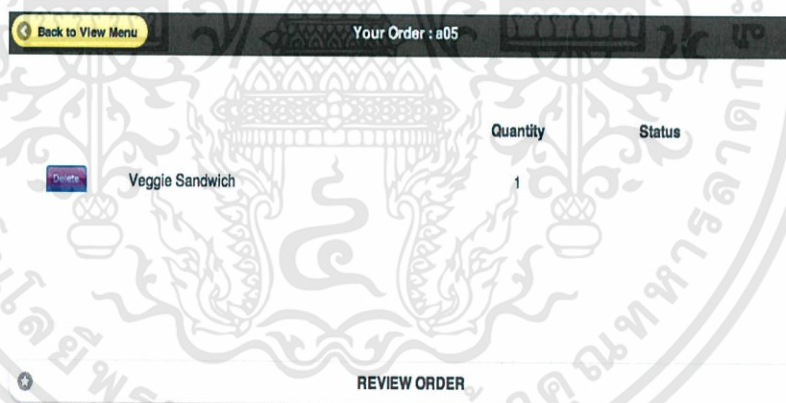 Back to View Menu
Your Order : a05
Quantity Status
Delete Veggie Sandwich 1
REVIEW ORDER